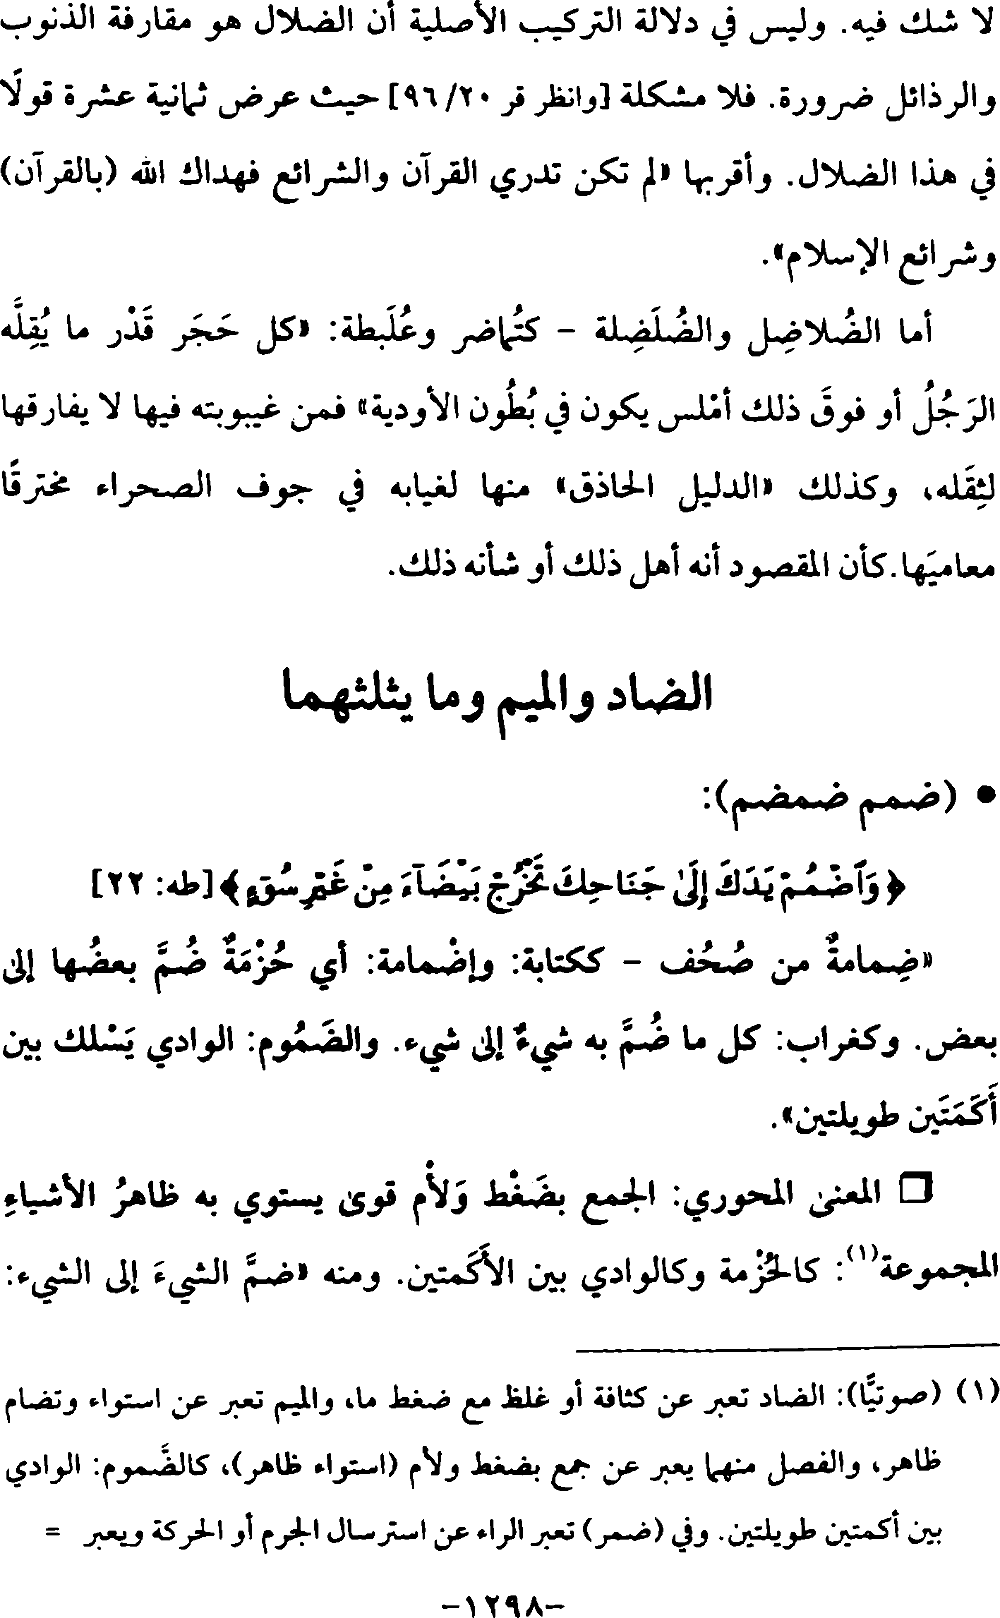 لا شك فيه. وليس في دلالة التركيب الأصلية أن الضلال هو مقارفة الذنوب
والرذائل ضرورة. فلا مشكلة [وانظر قر ٢٠/ ٩٦] حيث عرض ثمانية عشرة قولًا
في هذا الضلال. وأقربها «لم تكن تدري القرآن والشرائع فهداك الله (بالقرآن)
وشرائع الإسلام».
أما الضُلاضِل والضُلَضِلة – كتُماضر وعُلَبطة: «كل حَجَر قَدْر ما يُقِلَّه
الرَجُلُ أو فوقَ ذلك أمْلس يكون في بُطُون الأودية» فمن غيبوبته فيها لا يفارقها
لثِقَله، وكذلك «الدليل الحاذق» منها لغيابه في جوف الصحراء مخترقًا
معاميَها.كأن المقصود أنه أهل ذلك أو شأنه ذلك.
الضاد والميم وما يثلثهما
• (ضمم ضمضم):
﴿وَٱضْمُمْ يَدَكَ إِلَىٰ جَنَاحِكَ تَخْرُجْ بَيْضَآءَ مِنْ غَيْرِ سُوٓءٍ﴾ [طه: ٢٢]
«ضِمامةٌ من صُحُف – ككتابة: وإضْمامة: أي حُزْمَةٌ ضُمَّ بعضُها إلى
بعض. وكغراب: كل ما ضُمَّ به شيءٌ إلى شيء. والضَمُوم: الوادي يَسْلك بين
أَكَمَتَين طويلتين».
❒ المعنى المحوري: الجمع بضَغْط وَلأْم قوى يستوي به ظاهرُ الأشياءِ
المجموعة(١): كالحُزْمة وكالوادي بين الأَكَمتين. ومنه «ضمَّ الشيءَ إلى الشيء:
(١) (صوتيًّا): الضاد تعبر عن كثافة أو غلظ مع ضغط ما، والميم تعبر عن استواء وتضام
ظاهر، والفصل منهما يعبر عن جمع بضغط ولأم (استواء ظاهر)، كالضَّموم: الوادي
بين أكمتين طويلتين. وفي (ضمر) تعبر الراء عن استرسال الجرم أو الحركة ويعبر =
-١٢٩٨-